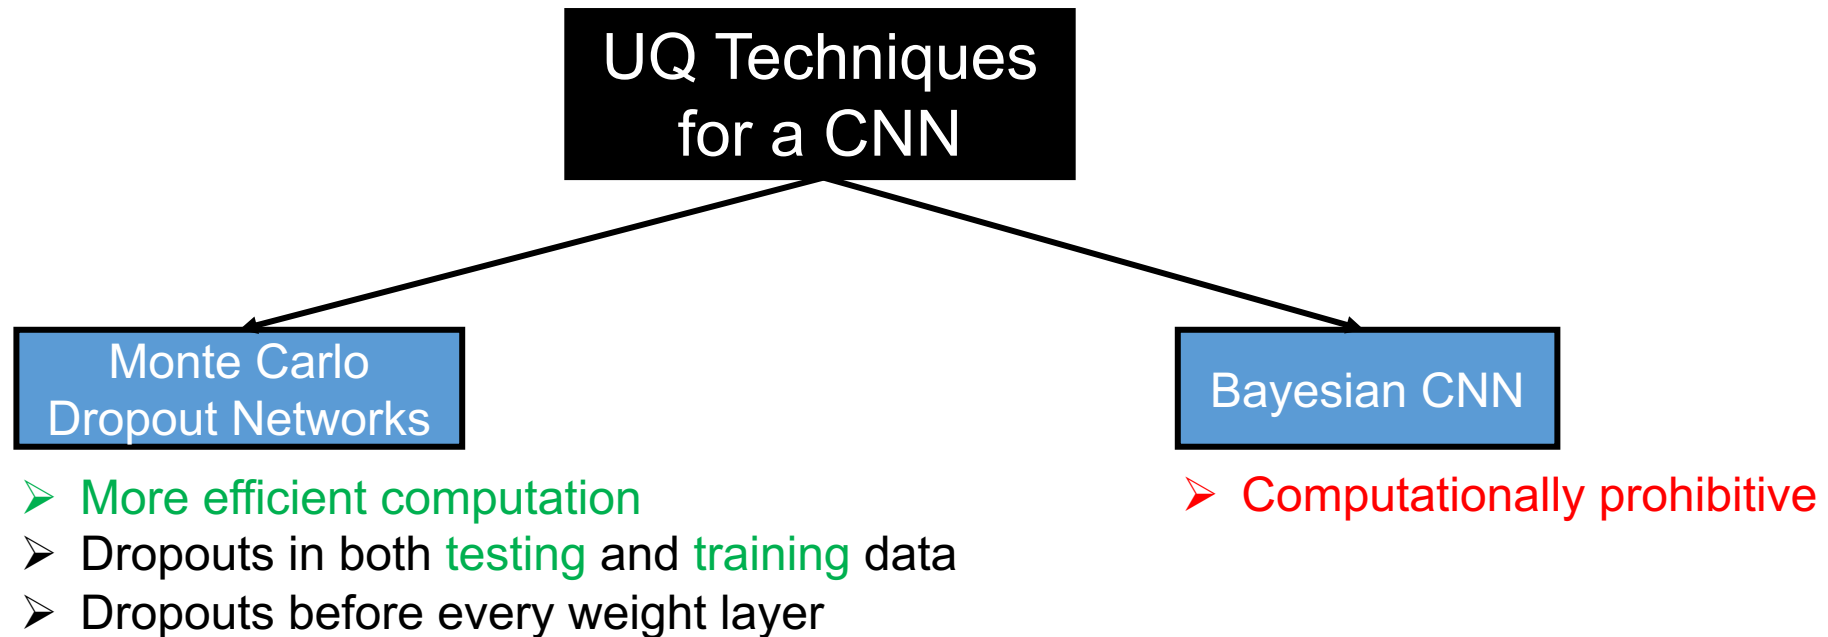 UQ Techniques
for a CNN
Monte Carlo
Dropout Networks
Bayesian CNN
➢ More efficient computation
➢ Dropouts in both testing and training data
➢ Dropouts before every weight layer
➢ Computationally prohibitive